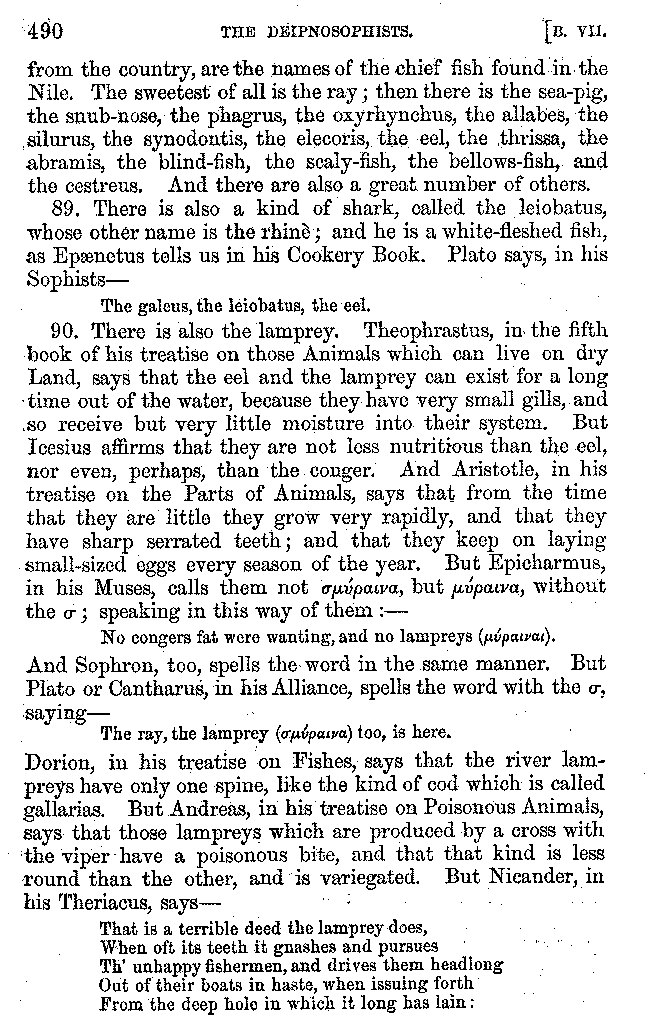 490 THE DEIPNOSOPHISTS. [B. VII.
from the country, are the names of the chief fish found in the
Nile. The sweetest of all is the ray; then there is the sea-pig,
the snub-nose, the phagrus, the oxyrhynchus, the allabes, the
silurus, the synodontis, the elecoris, the eel, the thrissa, the
abramis, the blind-fish, the scaly-fish, the bellows-fish, and
the cestreus. And there are also a great number of others.
89. There is also a kind of shark, called the leiobatus,
whose other name is the rhinè; and he is a white-fleshed fish,
as Epænetus tells us in his Cookery Book. Plato says, in his
Sophists—
The galeus, the leiobatus, the eel.
90. There is also the lamprey. Theophrastus, in the fifth
book of his treatise on those Animals which can live on dry
Land, says that the eel and the lamprey can exist for a long
time out of the water, because they have very small gills, and
so receive but very little moisture into their system. But
Icesius affirms that they are not less nutritious than the eel,
nor even, perhaps, than the conger. And Aristotle, in his
treatise on the Parts of Animals, says that from the time
that they are little they grow very rapidly, and that they
have sharp serrated teeth; and that they keep on laying
small-sized eggs every season of the year. But Epicharmus,
in his Muses, calls them not σμύραινα, but μύραινα, without
the σ; speaking in this way of them :—
No congers fat were wanting, and no lampreys (μύραιναι).
And Sophron, too, spells the word in the same manner. But
Plato or Cantharus, in his Alliance, spells the word with the σ,
saying—
The ray, the lamprey (σμύραινα) too, is here.
Dorion, in his treatise on Fishes, says that the river lam-
preys have only one spine, like the kind of cod which is called
gallarias. But Andreas, in his treatise on Poisonous Animals,
says that those lampreys which are produced by a cross with
the viper have a poisonous bite, and that that kind is less
round than the other, and is variegated. But Nicander, in
his Theriacus, says—
That is a terrible deed the lamprey does,
When oft its teeth it gnashes and pursues
Th' unhappy fishermen, and drives them headlong
Out of their boats in haste, when issuing forth
From the deep hole in which it long has lain: